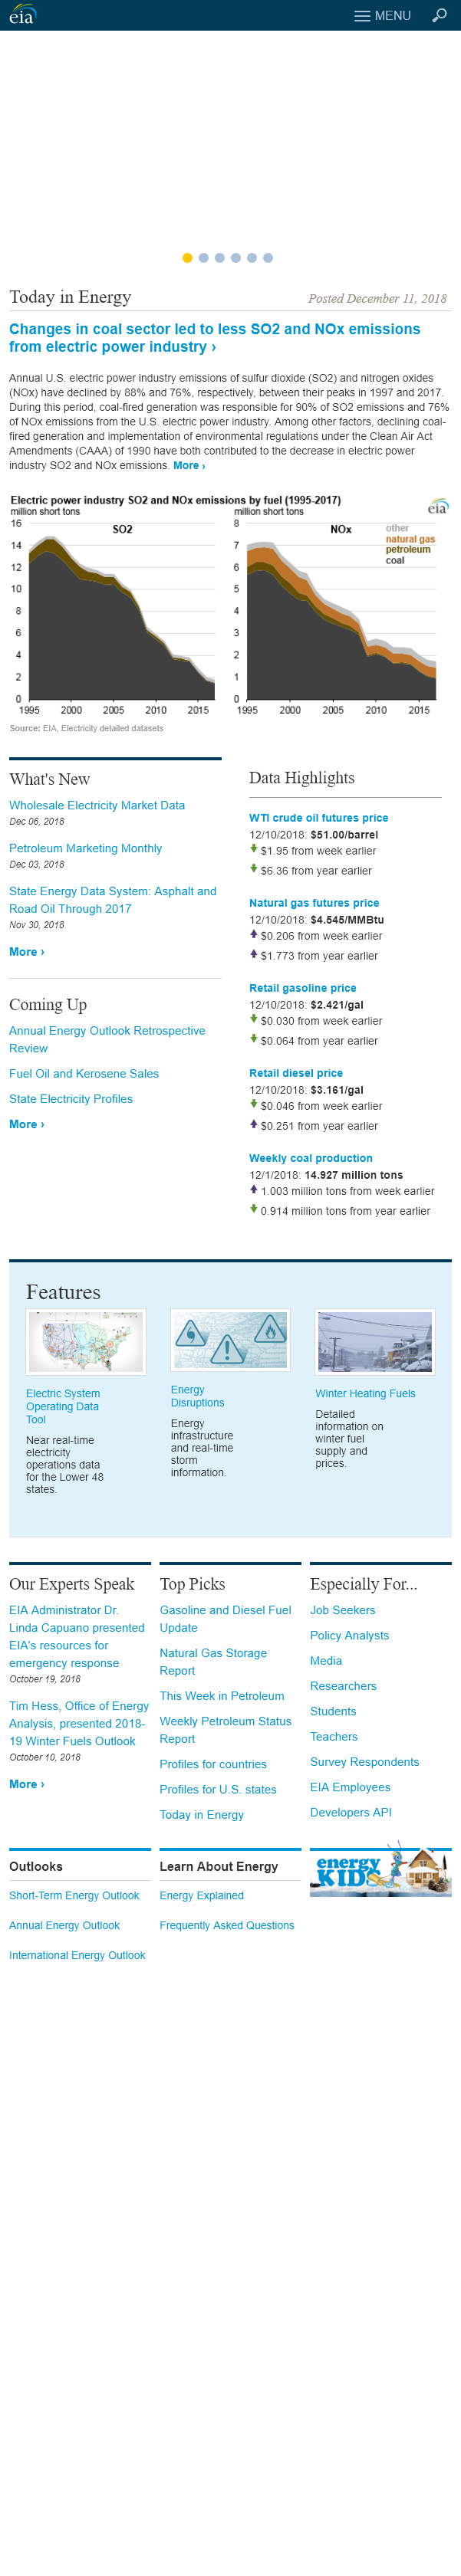 eia
MENU
Today in Energy
Posted December 11, 2018
Changes in coal sector led to less SO2 and NOx emissions
from electric power industry ›
Annual U.S. electric power industry emissions of sulfur dioxide (SO2) and nitrogen oxides
(NOx) have declined by 88% and 76%, respectively, between their peaks in 1997 and 2017.
During this period, coal-fired generation was responsible for 90% of SO2 emissions and 76%
of NOx emissions from the U.S. electric power industry. Among other factors, declining coal-
fired generation and implementation of environmental regulations under the Clean Air Act
Amendments (CAAA) of 1990 have both contributed to the decrease in electric power
industry SO2 and NOx emissions. More ›
Electric power industry SO2 and NOx emissions by fuel (1995-2017)
million short tons
SO2
16
14
12
10
8
6
4
2
0
1995 2000 2005 2010 2015
million short tons
eia
NOx
other
natural gas
petroleum
coal
8
7
6
5
4
3
2
1
0
1995 2000 2005 2010 2015
Source: EIA, Electricity detailed datasets
What's New
Wholesale Electricity Market Data
Dec 06, 2018
Petroleum Marketing Monthly
Dec 03, 2018
State Energy Data System: Asphalt and
Road Oil Through 2017
Nov 30, 2018
More ›
Coming Up
Annual Energy Outlook Retrospective
Review
Fuel Oil and Kerosene Sales
State Electricity Profiles
More ›
Data Highlights
WTI crude oil futures price
12/10/2018: $51.00/barrel
$1.95 from week earlier
$6.36 from year earlier
Natural gas futures price
12/10/2018: $4.545/MMBtu
$0.206 from week earlier
$1.773 from year earlier
Retail gasoline price
12/10/2018: $2.421/gal
$0.030 from week earlier
$0.064 from year earlier
Retail diesel price
12/10/2018: $3.161/gal
$0.046 from week earlier
$0.251 from year earlier
Weekly coal production
12/1/2018: 14.927 million tons
1.003 million tons from week earlier
0.914 million tons from year earlier
Features
Electric System
Operating Data
Tool
Near real-time
electricity
operations data
for the Lower 48
states.
Energy
Disruptions
Energy
infrastructure
and real-time
storm
information.
Winter Heating Fuels
Detailed
information on
winter fuel
supply and
prices.
Our Experts Speak
EIA Administrator Dr.
Linda Capuano presented
EIA's resources for
emergency response
October 19, 2018
Tim Hess, Office of Energy
Analysis, presented 2018-
19 Winter Fuels Outlook
October 10, 2018
More ›
Top Picks
Gasoline and Diesel Fuel
Update
Natural Gas Storage
Report
This Week in Petroleum
Weekly Petroleum Status
Report
Profiles for countries
Profiles for U.S. states
Today in Energy
Especially For...
Job Seekers
Policy Analysts
Media
Researchers
Students
Teachers
Survey Respondents
EIA Employees
Developers API
Outlooks
Short-Term Energy Outlook
Annual Energy Outlook
International Energy Outlook
Learn About Energy
Energy Explained
Frequently Asked Questions
energy
KIDS